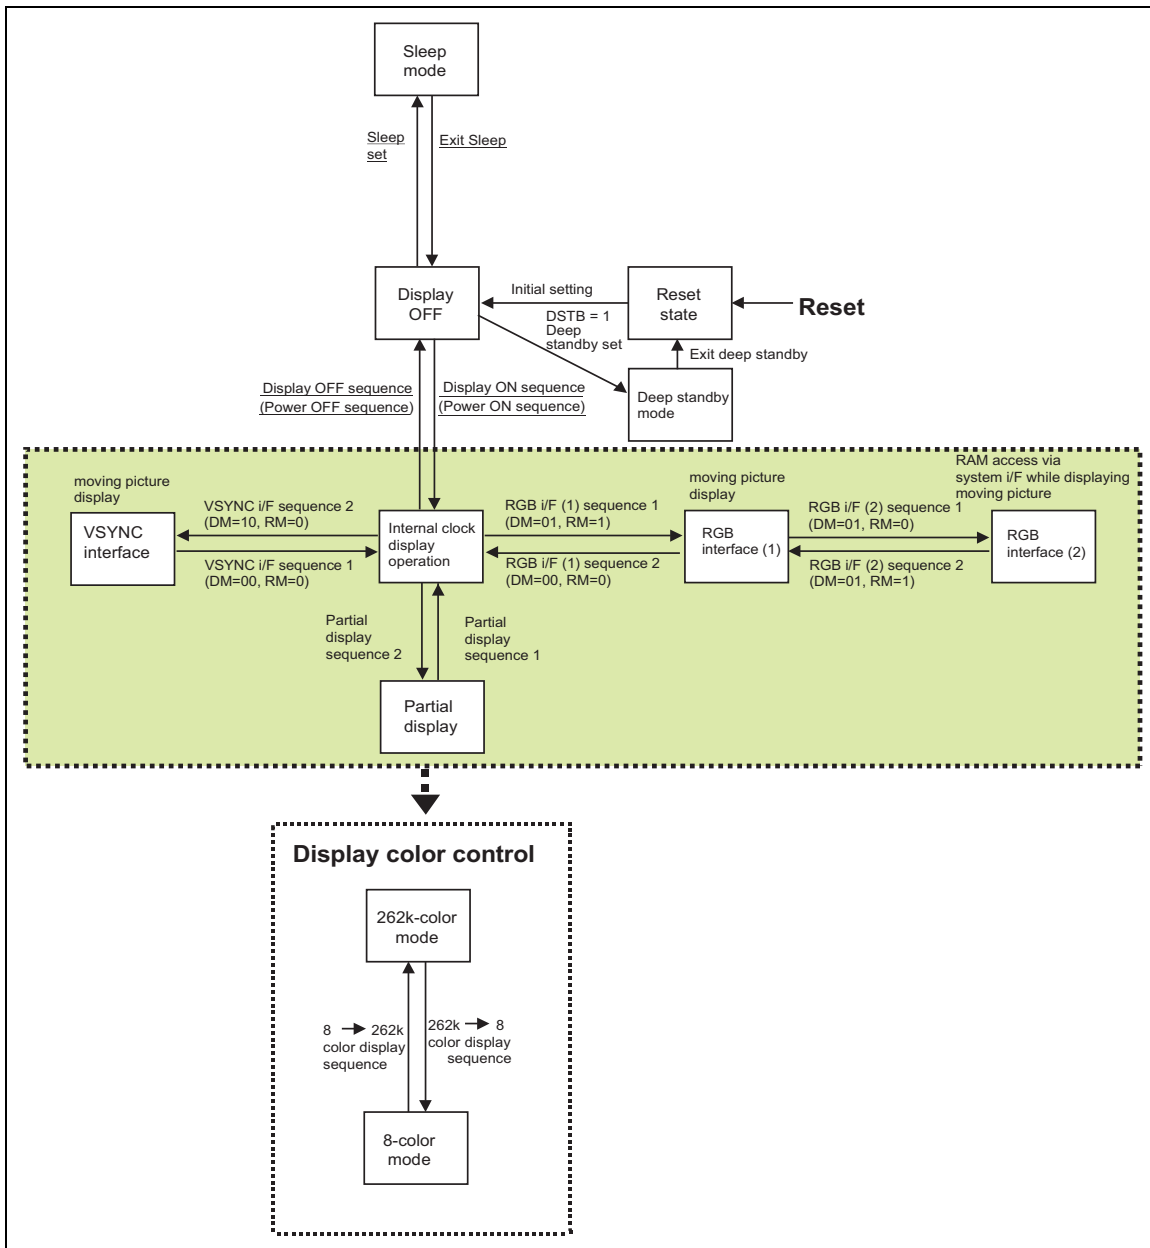 Sleep
mode
Sleep
set
Exit Sleep
Display
OFF
Initial setting
DSTB = 1
Deep
standby set
Reset
state
Reset
Exit deep standby
Deep standby
mode
Display OFF sequence
(Power OFF sequence)
Display ON sequence
(Power ON sequence)
moving picture
display
VSYNC
interface
VSYNC i/F sequence 2
(DM=10, RM=0)
VSYNC i/F sequence 1
(DM=00, RM=0)
Internal clock
display
operation
RGB i/F (1) sequence 1
(DM=01, RM=1)
RGB i/F (1) sequence 2
(DM=00, RM=0)
moving picture
display
RGB
interface (1)
RGB i/F (2) sequence 1
(DM=01, RM=0)
RGB i/F (2) sequence 2
(DM=01, RM=1)
RAM access via
system i/F while displaying
moving picture
RGB
interface (2)
Partial
display
sequence 2
Partial
display
sequence 1
Partial
display
Display color control
262k-color
mode
8 → 262k
color display
sequence
262k → 8
color display
sequence
8-color
mode